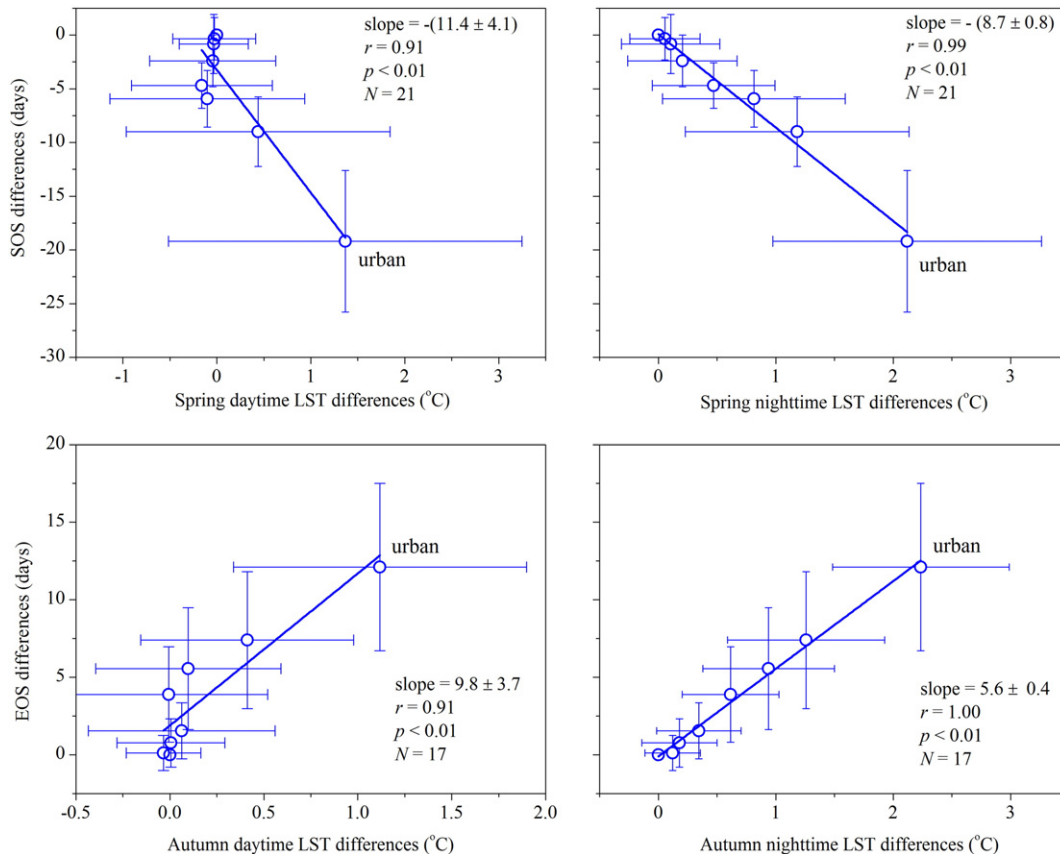 slope = -(11.4 ± 4.1)
r = 0.91
p < 0.01
N = 21
0
-5
-10
-15
-20
-25
-30
SOS differences (days)
urban
-1
0
1
2
3
Spring daytime LST differences (°C)
slope = - (8.7 ± 0.8)
r = 0.99
p < 0.01
N = 21
urban
0
1
2
3
Spring nighttime LST differences (°C)
20
15
10
5
0
EOS differences (days)
urban
slope = 9.8 ± 3.7
r = 0.91
p < 0.01
N = 17
-0.5
0.0
0.5
1.0
1.5
2.0
Autumn daytime LST differences (°C)
urban
slope = 5.6 ± 0.4
r = 1.00
p < 0.01
N = 17
0
1
2
3
Autumn nighttime LST differences (°C)